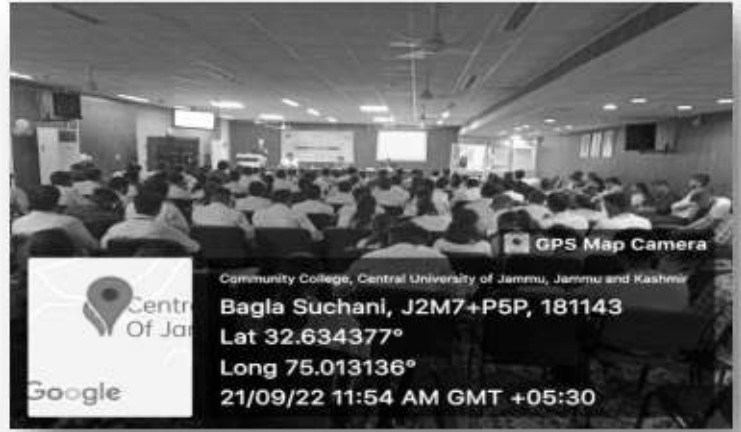 GPS Map Camera
Community College, Central University of Jammu, Jammu and Kashmir
Bagla Suchani, J2M7+P5P, 181143
Lat 32.634377°
Long 75.013136°
21/09/22 11:54 AM GMT +05:30
Centr
Of Jar
Google